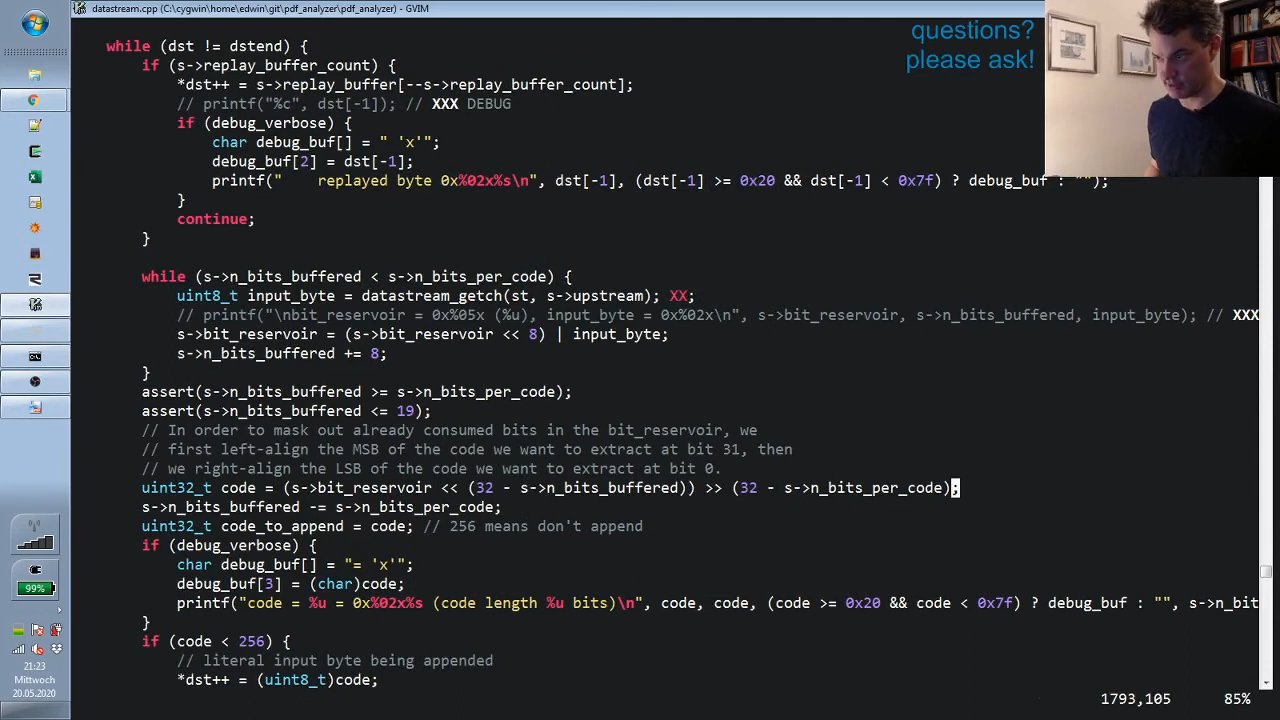 datastream.cpp (C:\cygwin\home\edwin\git\pdf_analyzer\pdf_analyzer) - GVIM
questions?
please ask!
while (dst != dstend) {
if (s->replay_buffer_count) {
*dst++ = s->replay_buffer[--s->replay_buffer_count];
// printf("%c", dst[-1]); // XXX DEBUG
if (debug_verbose) {
char debug_buf[] = " 'x'";
debug_buf[2] = dst[-1];
printf("    replayed byte 0x%02x%s\n", dst[-1], (dst[-1] >= 0x20 && dst[-1] < 0x7f) ? debug_buf : "");
}
continue;
}
while (s->n_bits_buffered < s->n_bits_per_code) {
uint8_t input_byte = datastream_getch(st, s->upstream); XX;
// printf("\nbit_reservoir = 0x%05x (%u), input_byte = 0x%02x\n", s->bit_reservoir, s->n_bits_buffered, input_byte); // XXX
s->bit_reservoir = (s->bit_reservoir << 8) | input_byte;
s->n_bits_buffered += 8;
}
assert(s->n_bits_buffered >= s->n_bits_per_code);
assert(s->n_bits_buffered <= 19);
// In order to mask out already consumed bits in the bit_reservoir, we
// first left-align the MSB of the code we want to extract at bit 31, then
// we right-align the LSB of the code we want to extract at bit 0.
uint32_t code = (s->bit_reservoir << (32 - s->n_bits_buffered)) >> (32 - s->n_bits_per_code);
s->n_bits_buffered -= s->n_bits_per_code;
uint32_t code_to_append = code; // 256 means don't append
if (debug_verbose) {
char debug_buf[] = "= 'x'";
debug_buf[3] = (char)code;
printf("code = %u = 0x%02x%s (code length %u bits)\n", code, code, (code >= 0x20 && code < 0x7f) ? debug_buf : "", s->n_bit
}
if (code < 256) {
// literal input byte being appended
*dst++ = (uint8_t)code;
1793,105
85%
99%
21:23
Mittwoch
20.05.2020